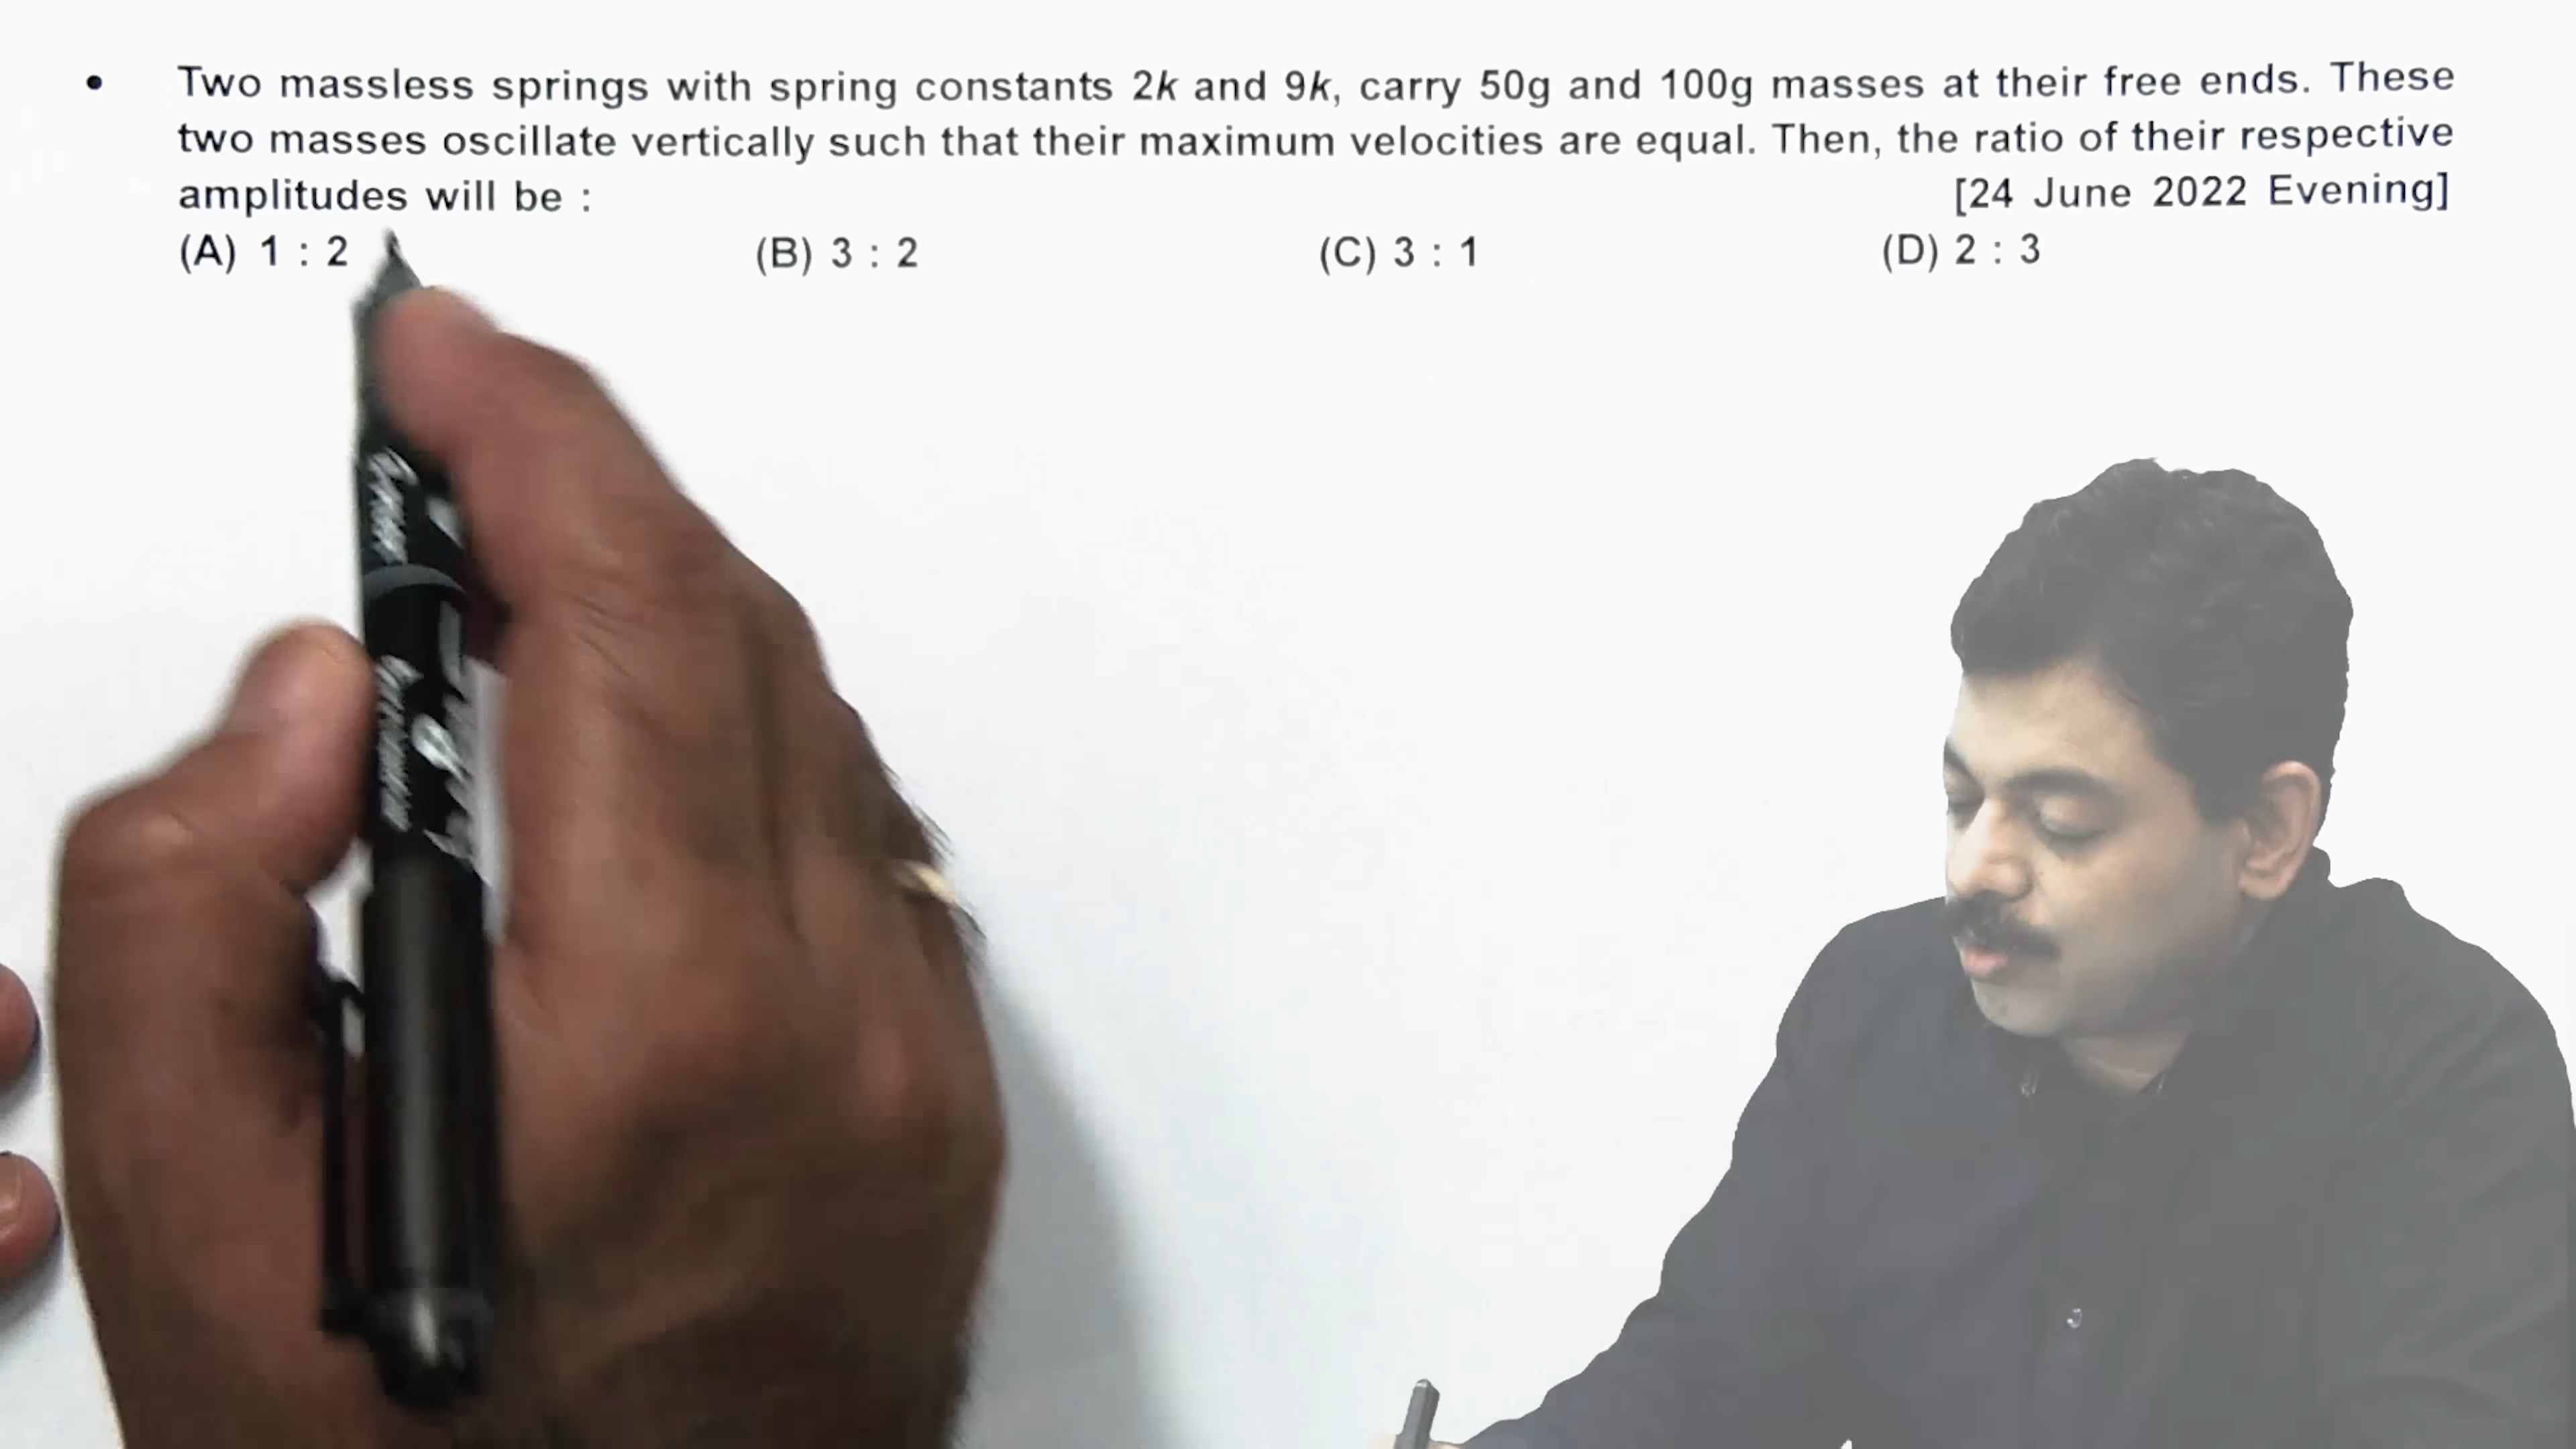 • Two massless springs with spring constants 2k and 9k, carry 50g and 100g masses at their free ends. These
two masses oscillate vertically such that their maximum velocities are equal. Then, the ratio of their respective
amplitudes will be : [24 June 2022 Evening]
(A) 1 : 2 (B) 3 : 2 (C) 3 : 1 (D) 2 : 3